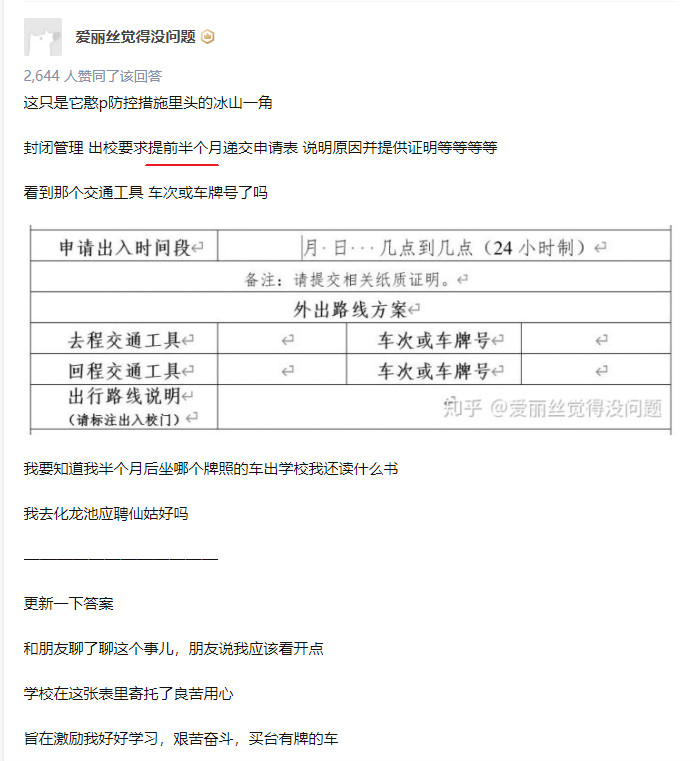 爱丽丝觉得没问题
2,644 人赞同了该回答
这只是它憨p防控措施里头的冰山一角
封闭管理 出校要求提前半个月递交申请表 说明原因并提供证明等等等等
看到那个交通工具 车次或车牌号了吗
申请出入时间段↵ 月·日···几点到几点（24 小时制）↵
备注：请提交相关纸质证明。↵
外出路线方案↵
去程交通工具↵ ↵ 车次或车牌号↵ ↵
回程交通工具↵ ↵ 车次或车牌号↵ ↵
出行路线说明↵
（请标注出入校门）↵ ↵
知乎 @爱丽丝觉得没问题
我要知道我半个月后坐哪个牌照的车出学校我还读什么书
我去化龙池应聘仙姑好吗
————————————
更新一下答案
和朋友聊了聊这个事儿，朋友说我应该看开点
学校在这张表里寄托了良苦用心
旨在激励我好好学习，艰苦奋斗，买台有牌的车